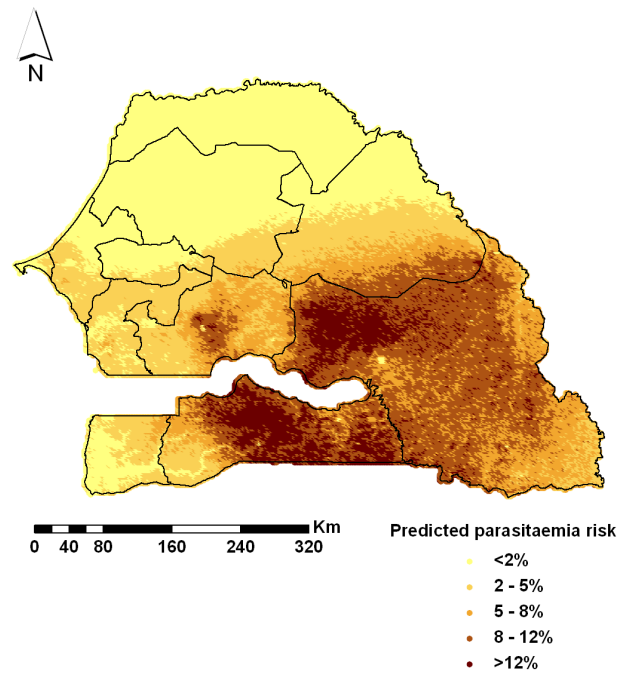 N
Km
0 40 80 160 240 320
Predicted parasitaemia risk
<2%
2 - 5%
5 - 8%
8 - 12%
>12%